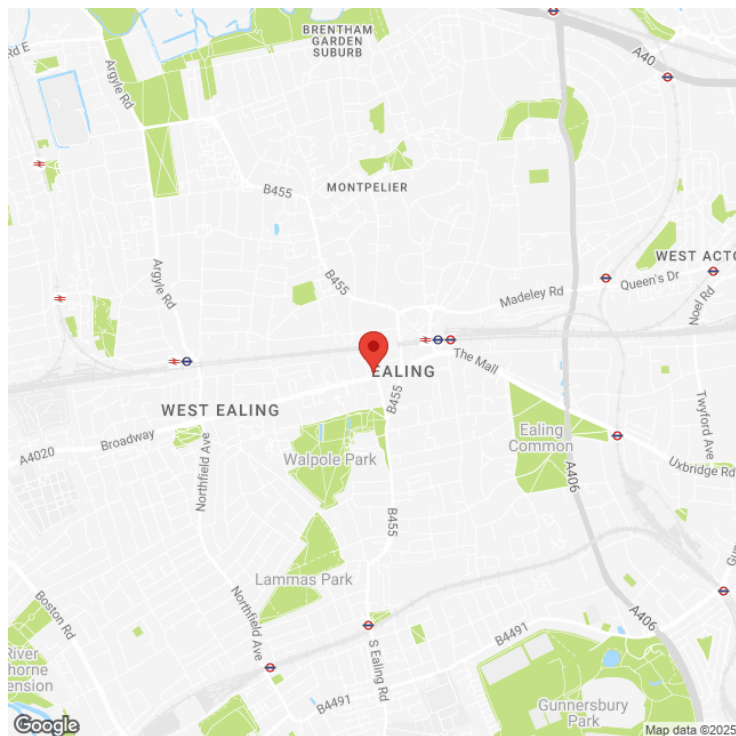 BRENTHAM
GARDEN
SUBURB
Rd E
A40
Argyle Rd
MONTPELIER
B455
WEST ACTO
Argyle Rd
B455
Madeley Rd
Queen's Dr
Noel Rd
The Mall
EALING
B455
Twyford Ave
WEST EALING
Broadway
A4020
Northfield Ave
Walpole Park
Ealing
Common
A406
Uxbridge Rd
B455
Lammas Park
Boston Rd
Northfield Ave
A406
B4491
River
thorne
ension
S Ealing Rd
B4491
Gunnersbury
Park
Google
Map data ©2025